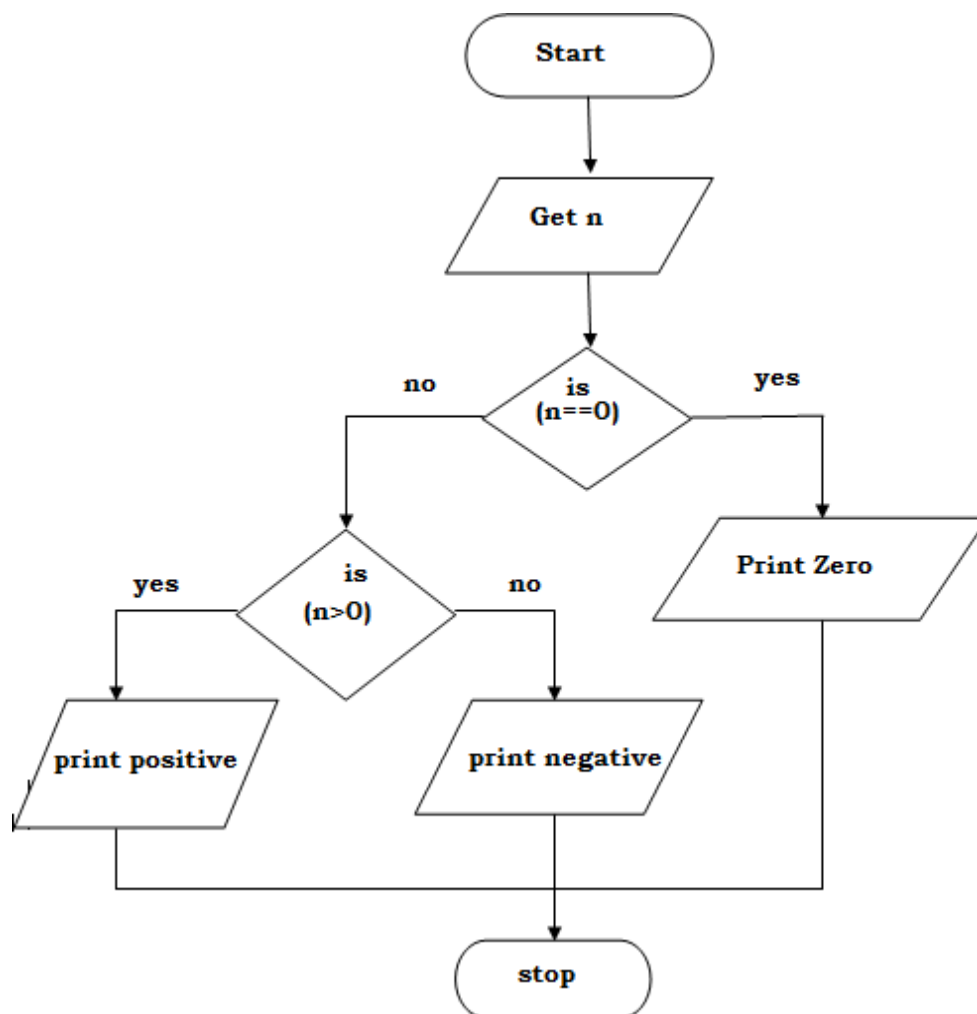 Start
Get n
no
is
(n==0)
yes
yes
is
(n>0)
no
Print Zero
print positive
print negative
stop